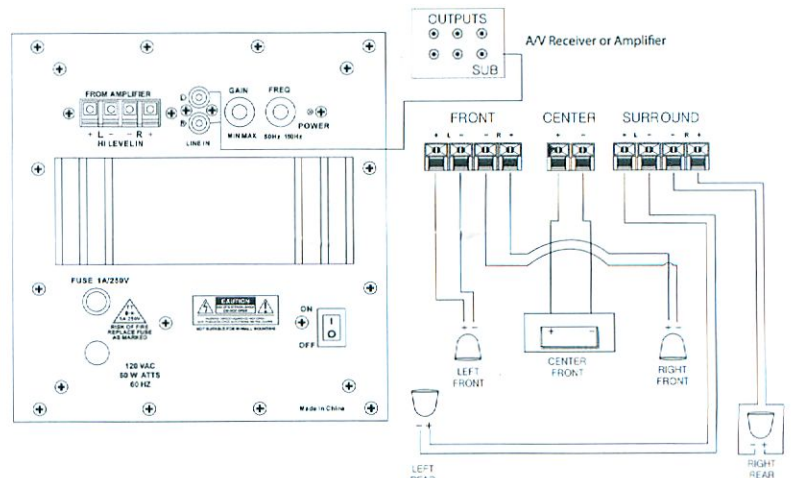 OUTPUTS
A/V Receiver or Amplifier
SUB
FROM AMPLIFIER
GAIN
FREQ
POWER
+ L - - R +
HI LEVEL IN
LINE IN
MIN MAX
50Hz 150Hz
FRONT
CENTER
SURROUND
+ L - - R +
+ -
+ L - - R +
FUSE 1A/250V
RISK OF FIRE
REPLACE FUSE
AS MARKED
CAUTION
ON
I
O
OFF
120 VAC
60 HZ
Made in China
+ -
LEFT
FRONT
+ -
CENTER
FRONT
+ -
RIGHT
FRONT
- +
LEFT
REAR
- +
RIGHT
REAR